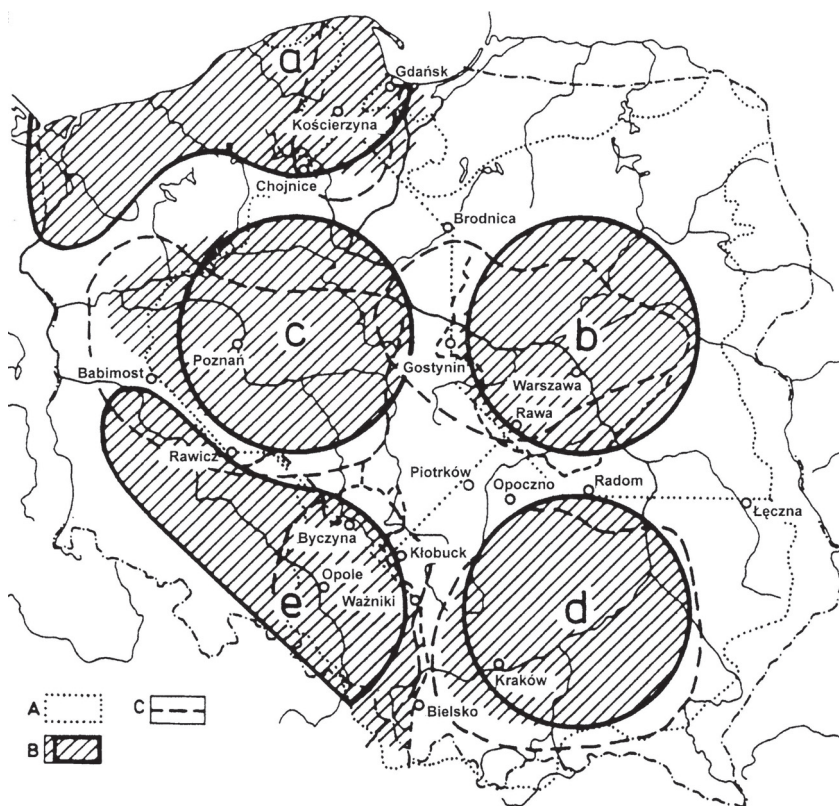 a
Gdańsk
Kościerzyna
Chojnice
Brodnica
c
b
Poznań
Gostynin
Warszawa
Babimost
Rawa
Rawicz
Piotrków
Opoczno
Radom
Łęczna
Byczyna
Kłobuck
Opole
Ważniki
e
d
Kraków
Bielsko
A
C
B